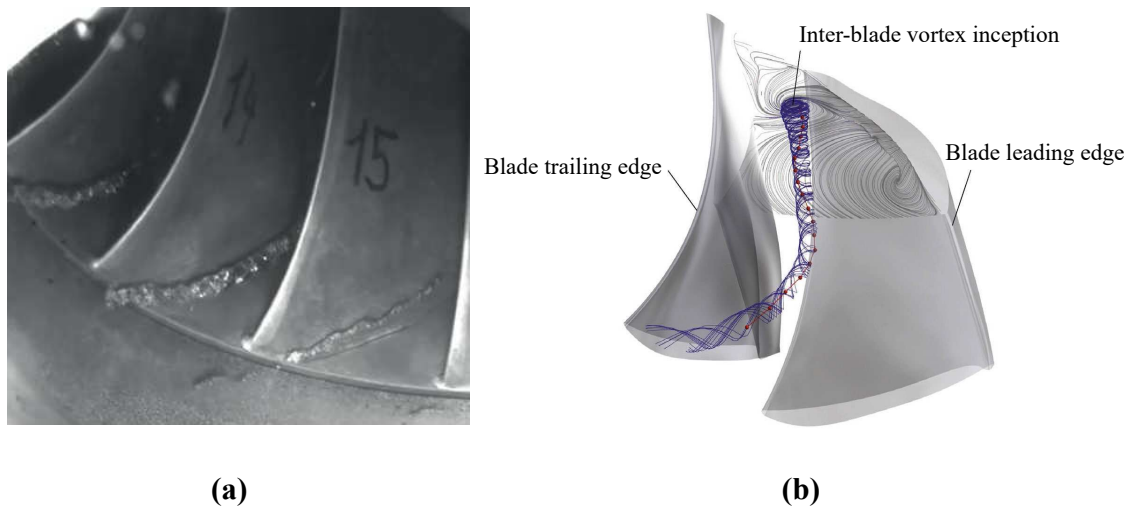 14
15
Inter-blade vortex inception
Blade trailing edge
Blade leading edge
(a)
(b)